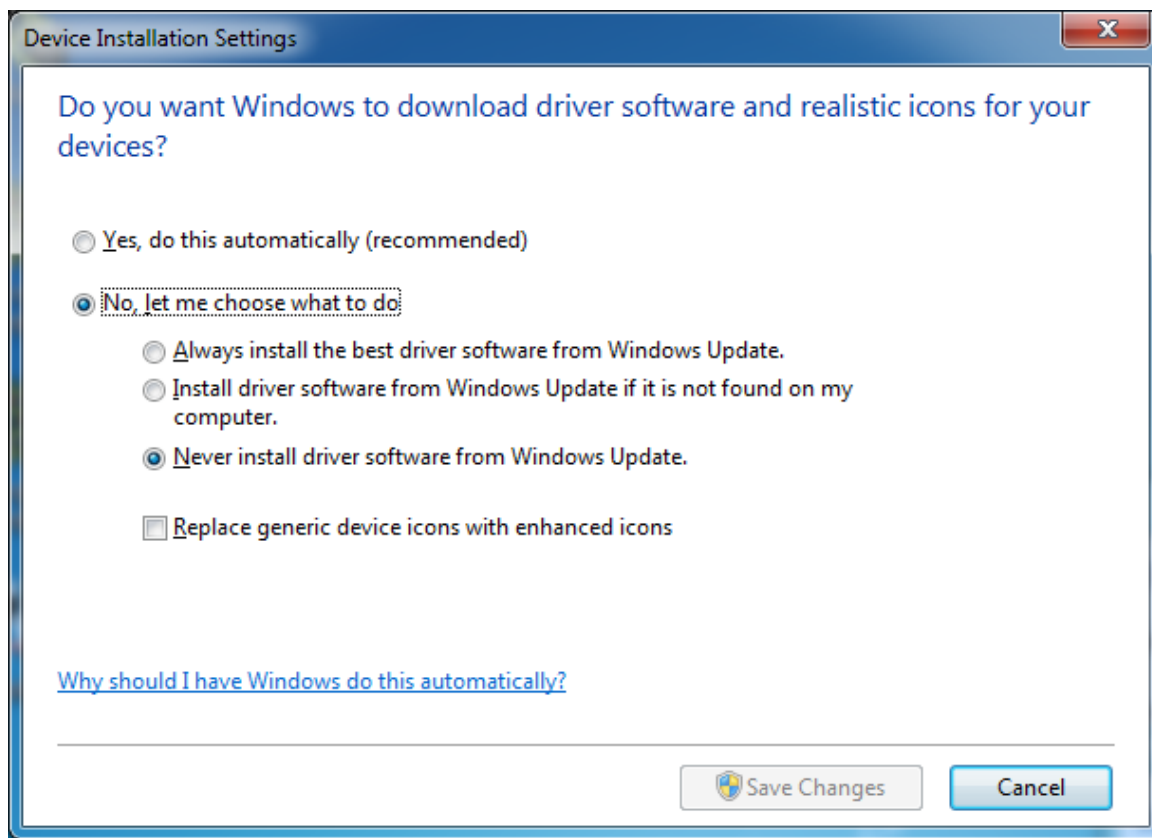 Device Installation Settings
Do you want Windows to download driver software and realistic icons for your
devices?
Yes, do this automatically (recommended)
No, let me choose what to do
Always install the best driver software from Windows Update.
Install driver software from Windows Update if it is not found on my
computer.
Never install driver software from Windows Update.
Replace generic device icons with enhanced icons
Why should I have Windows do this automatically?
Save Changes
Cancel